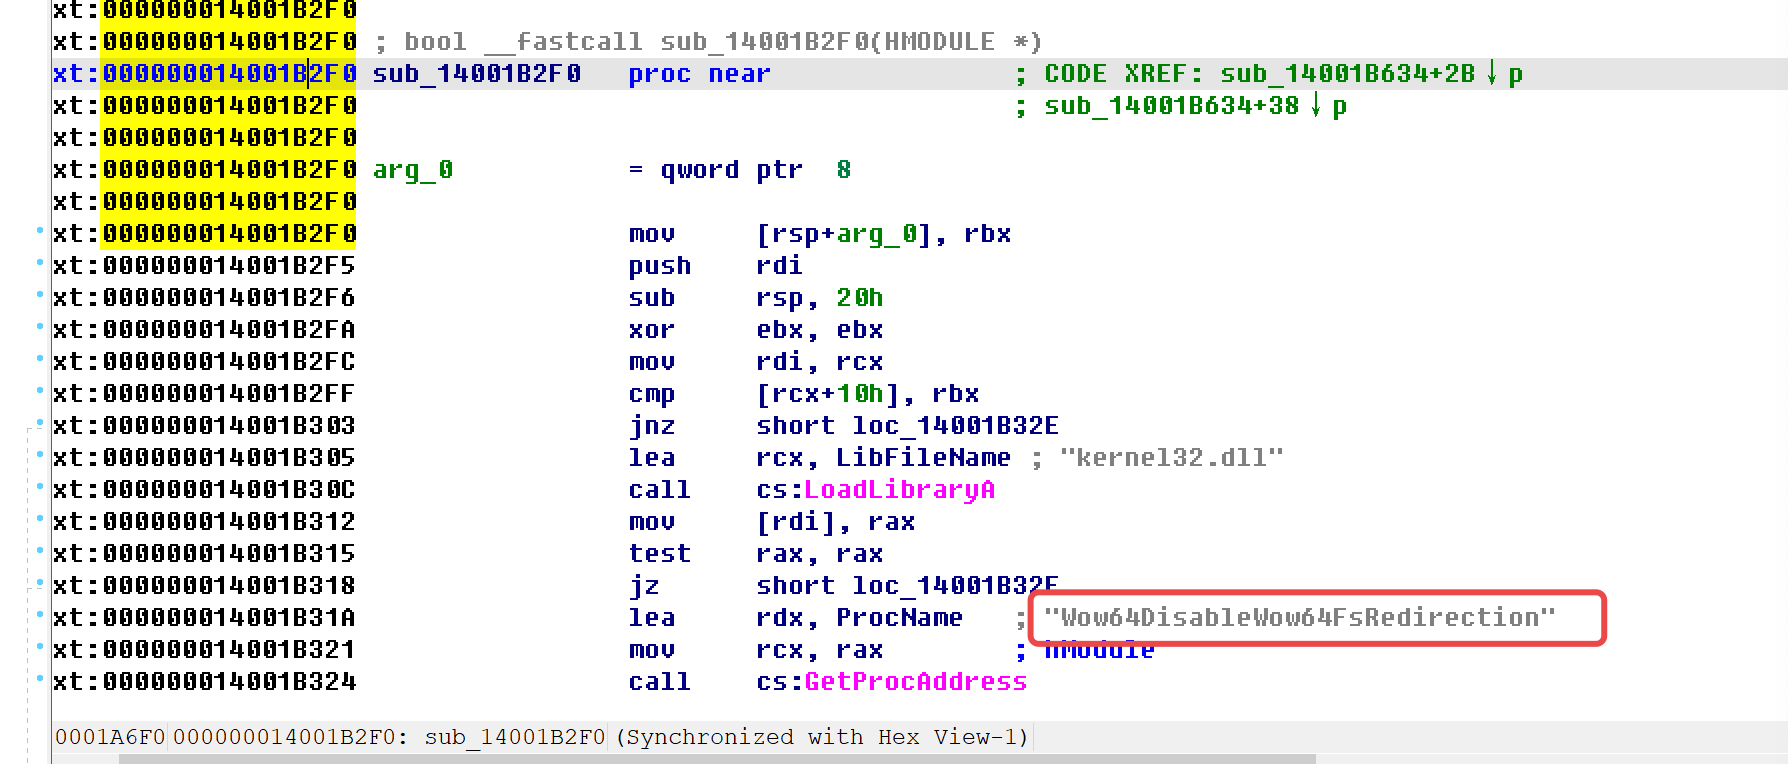 xt:000000014001B2F0
xt:000000014001B2F0 ; bool __fastcall sub_14001B2F0(HMODULE *)
xt:000000014001B2F0 sub_14001B2F0 proc near ; CODE XREF: sub_14001B634+2B↓p
xt:000000014001B2F0 ; sub_14001B634+38↓p
xt:000000014001B2F0
xt:000000014001B2F0 arg_0 = qword ptr 8
xt:000000014001B2F0
xt:000000014001B2F0 mov [rsp+arg_0], rbx
xt:000000014001B2F5 push rdi
xt:000000014001B2F6 sub rsp, 20h
xt:000000014001B2FA xor ebx, ebx
xt:000000014001B2FC mov rdi, rcx
xt:000000014001B2FF cmp [rcx+10h], rbx
xt:000000014001B303 jnz short loc_14001B32E
xt:000000014001B305 lea rcx, LibFileName ; "kernel32.dll"
xt:000000014001B30C call cs:LoadLibraryA
xt:000000014001B312 mov [rdi], rax
xt:000000014001B315 test rax, rax
xt:000000014001B318 jz short loc_14001B32E
xt:000000014001B31A lea rdx, ProcName ; "Wow64DisableWow64FsRedirection"
xt:000000014001B321 mov rcx, rax ; hModule
xt:000000014001B324 call cs:GetProcAddress
0001A6F0 000000014001B2F0: sub_14001B2F0 (Synchronized with Hex View-1)